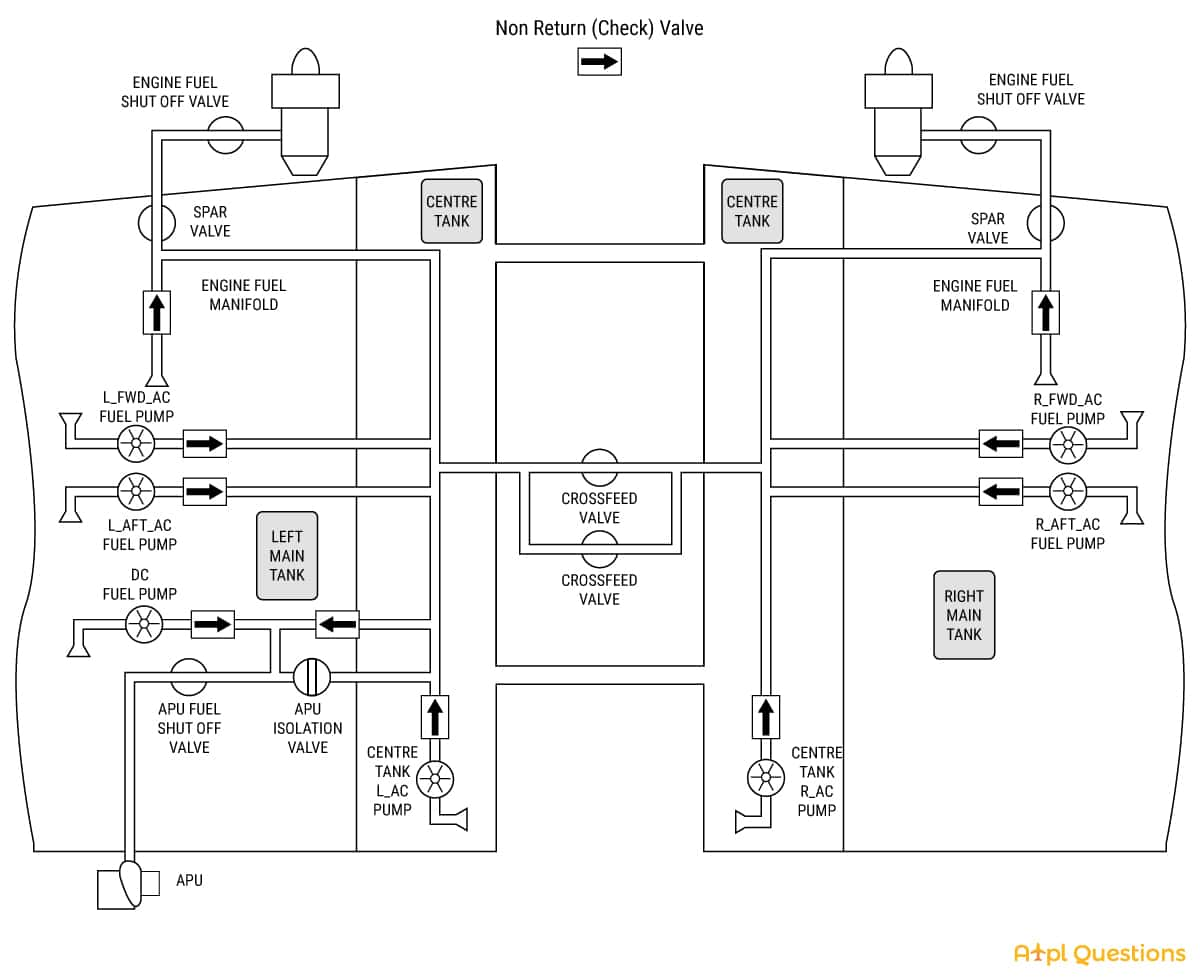 Non Return (Check) Valve
ENGINE FUEL
SHUT OFF VALVE
ENGINE FUEL
SHUT OFF VALVE
CENTRE
TANK
CENTRE
TANK
SPAR
VALVE
SPAR
VALVE
ENGINE FUEL
MANIFOLD
ENGINE FUEL
MANIFOLD
L_FWD_AC
FUEL PUMP
R_FWD_AC
FUEL PUMP
CROSSFEED
VALVE
L_AFT_AC
FUEL PUMP
R_AFT_AC
FUEL PUMP
LEFT
MAIN
TANK
DC
FUEL PUMP
CROSSFEED
VALVE
RIGHT
MAIN
TANK
APU FUEL
SHUT OFF
VALVE
APU
ISOLATION
VALVE
CENTRE
TANK
L_AC
PUMP
CENTRE
TANK
R_AC
PUMP
APU
Atpl Questions